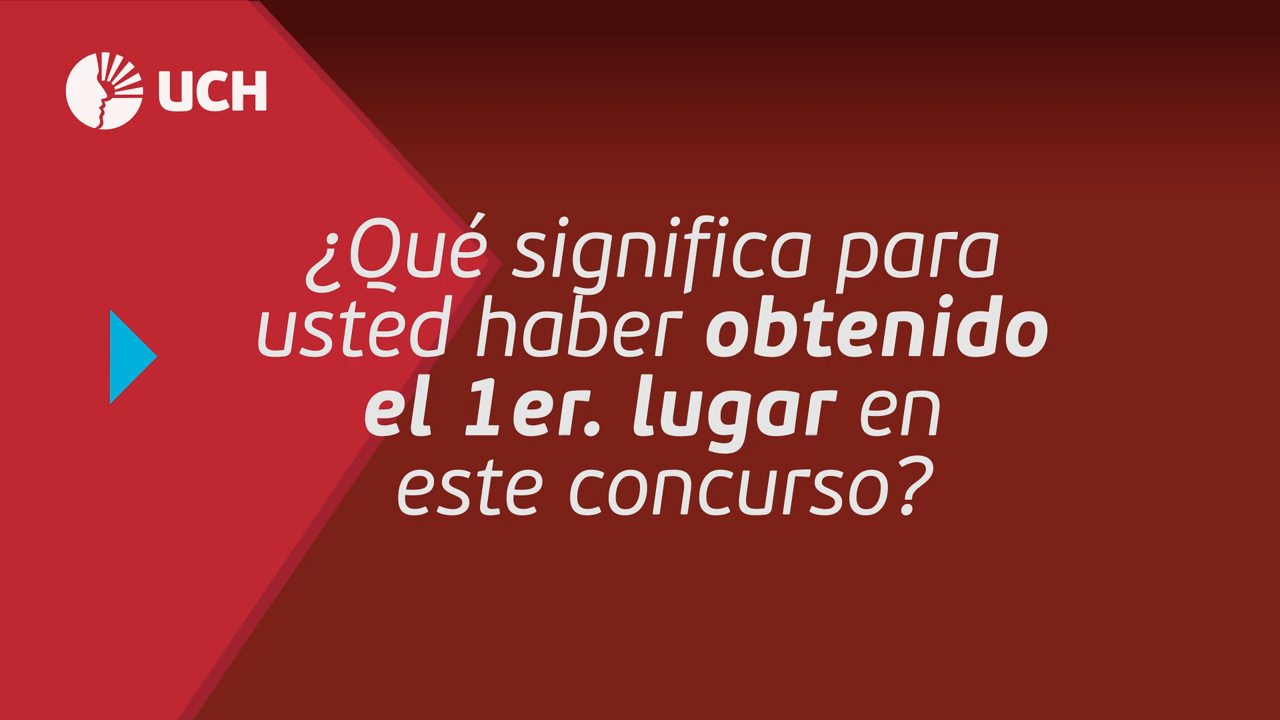 UCH
¿Qué significa para
usted haber obtenido
el 1er. lugar en
este concurso?